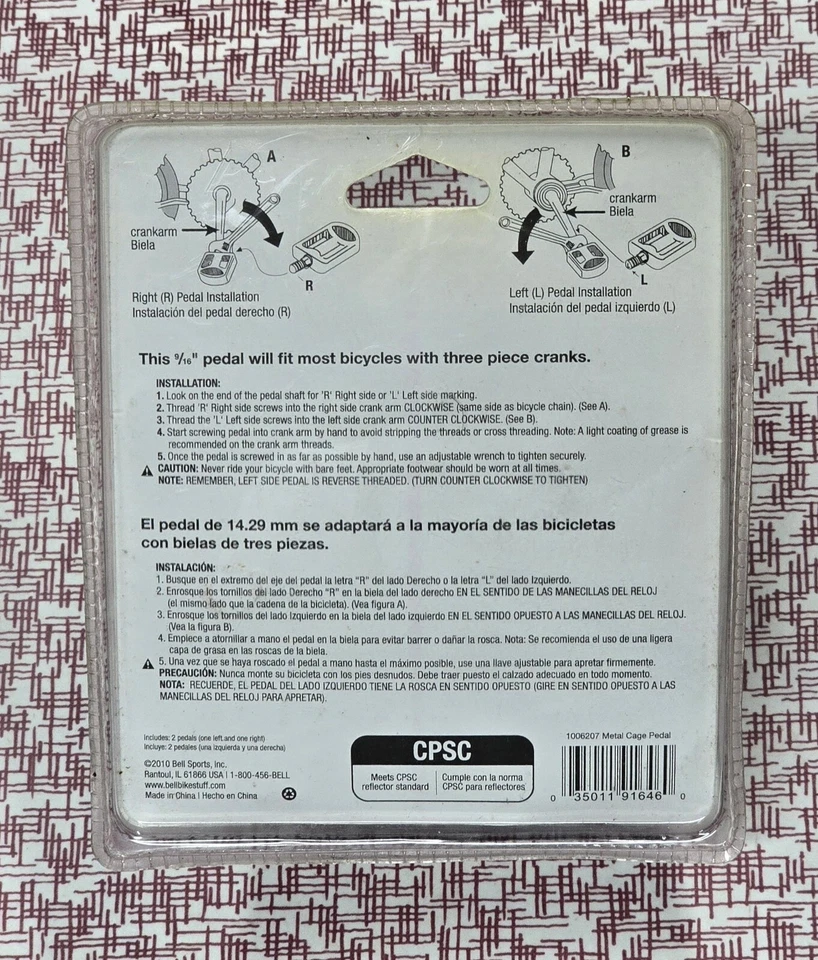 A
crankarm
Biela
R
Right (R) Pedal Installation
Instalación del pedal derecho (R)
B
crankarm
Biela
L
Left (L) Pedal Installation
Instalación del pedal izquierdo (L)
This 9/16" pedal will fit most bicycles with three piece cranks.
INSTALLATION:
1. Look on the end of the pedal shaft for 'R' Right side or 'L' Left side marking.
2. Thread 'R' Right side screws into the right side crank arm CLOCKWISE (same side as bicycle chain). (See A).
3. Thread the 'L' Left side screws into the left side crank arm COUNTER CLOCKWISE. (See B).
4. Start screwing pedal into crank arm by hand to avoid stripping the threads or cross threading. Note: A light coating of grease is
recommended on the crank arm threads.
5. Once the pedal is screwed in as far as possible by hand, use an adjustable wrench to tighten securely.
CAUTION: Never ride your bicycle with bare feet. Appropriate footwear should be worn at all times.
NOTE: REMEMBER, LEFT SIDE PEDAL IS REVERSE THREADED. (TURN COUNTER CLOCKWISE TO TIGHTEN)
El pedal de 14.29 mm se adaptará a la mayoría de las bicicletas
con bielas de tres piezas.
INSTALACIÓN:
1. Busque en el extremo del eje del pedal la letra "R" del lado Derecho o la letra "L" del lado Izquierdo.
2. Enrosque los tornillos del lado Derecho "R" en la biela del lado derecho EN EL SENTIDO DE LAS MANECILLAS DEL RELOJ
(el mismo lado que la cadena de la bicicleta). (Vea figura A).
3. Enrosque los tornillos del lado Izquierdo en la biela del lado izquierdo EN EL SENTIDO OPUESTO A LAS MANECILLAS DEL RELOJ.
(Vea la figura B).
4. Empiece a atornillar a mano el pedal en la biela para evitar barrer o dañar la rosca. Nota: Se recomienda el uso de una ligera
capa de grasa en las roscas de la biela.
5. Una vez que se haya roscado el pedal a mano hasta el máximo posible, use una llave ajustable para apretar firmemente.
PRECAUCIÓN: Nunca monte su bicicleta con los pies desnudos. Debe traer puesto el calzado adecuado en todo momento.
NOTA: RECUERDE, EL PEDAL DEL LADO IZQUIERDO TIENE LA ROSCA EN SENTIDO OPUESTO (GIRE EN SENTIDO OPUESTO A LAS
MANECILLAS DEL RELOJ PARA APRETAR).
Includes: 2 pedals (one left and one right)
Incluye: 2 pedales (una izquierda y una derecha)
©2010 Bell Sports, Inc.
Rantoul, IL 61866 USA | 1-800-456-BELL
www.bellbikestuff.com
Made in China | Hecho en China
CPSC
Meets CPSC
reflector standard
Cumple con la norma
CPSC para reflectores
1006207 Metal Cage Pedal
0 35011 91646 0